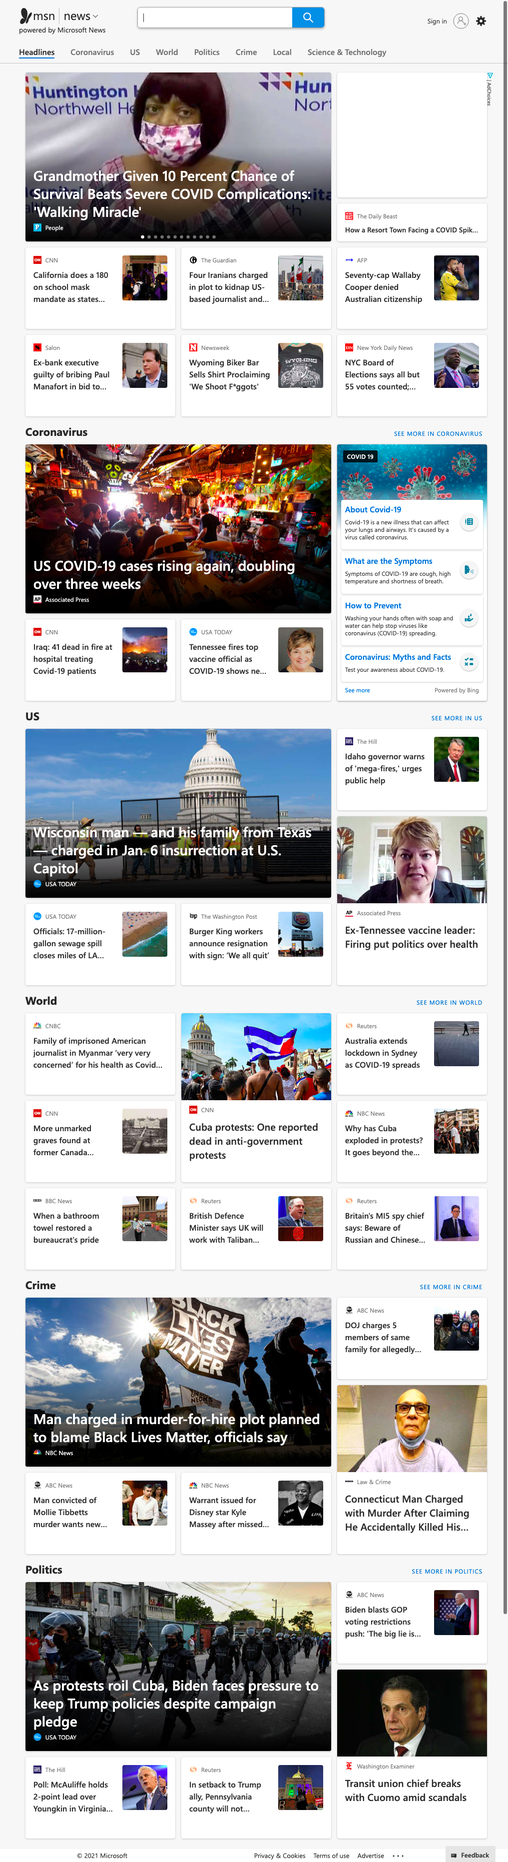 msn | news
powered by Microsoft News
Sign in
Headlines Coronavirus US World Politics Crime Local Science & Technology
Huntington
Northwell He
Grandmother Given 10 Percent Chance of
Survival Beats Severe COVID Complications:
'Walking Miracle'
People
AdChoices
The Daily Beast
How a Resort Town Facing a COVID Spik...
CNN
California does a 180
on school mask
mandate as states...
The Guardian
Four Iranians charged
in plot to kidnap US-
based journalist and...
AFP
Seventy-cap Wallaby
Cooper denied
Australian citizenship
Salon
Ex-bank executive
guilty of bribing Paul
Manafort in bid to...
Newsweek
Wyoming Biker Bar
Sells Shirt Proclaiming
'We Shoot F*ggots'
New York Daily News
NYC Board of
Elections says all but
55 votes counted;...
Coronavirus
SEE MORE IN CORONAVIRUS
US COVID-19 cases rising again, doubling
over three weeks
Associated Press
COVID 19
About Covid-19
Covid-19 is a new illness that can affect
your lungs and airways. It's caused by a
virus called coronavirus.
What are the Symptoms
Symptoms of COVID-19 are cough, high
temperature and shortness of breath.
How to Prevent
Washing your hands often with soap and
water can help stop viruses like
coronavirus (COVID-19) spreading.
Coronavirus: Myths and Facts
Test your awareness about COVID-19.
See more
Powered by Bing
CNN
Iraq: 41 dead in fire at
hospital treating
Covid-19 patients
USA TODAY
Tennessee fires top
vaccine official as
COVID-19 shows ne...
US
SEE MORE IN US
Wisconsin man — and his family from Texas
— charged in Jan. 6 insurrection at U.S.
Capitol
USA TODAY
The Hill
Idaho governor warns
of 'mega-fires,' urges
public help
Associated Press
Ex-Tennessee vaccine leader:
Firing put politics over health
USA TODAY
Officials: 17-million-
gallon sewage spill
closes miles of LA...
The Washington Post
Burger King workers
announce resignation
with sign: 'We all quit'
World
SEE MORE IN WORLD
CNBC
Family of imprisoned American
journalist in Myanmar 'very very
concerned' for his health as Covid...
CNN
Cuba protests: One reported
dead in anti-government
protests
Reuters
Australia extends
lockdown in Sydney
as COVID-19 spreads
CNN
More unmarked
graves found at
former Canada...
NBC News
Why has Cuba
exploded in protests?
It goes beyond the...
BBC News
When a bathroom
towel restored a
bureaucrat's pride
Reuters
British Defence
Minister says UK will
work with Taliban...
Reuters
Britain's MI5 spy chief
says: Beware of
Russian and Chinese...
Crime
SEE MORE IN CRIME
BLACK
LIVES
MATTER
Man charged in murder-for-hire plot planned
to blame Black Lives Matter, officials say
NBC News
ABC News
DOJ charges 5
members of same
family for allegedly...
Law & Crime
Connecticut Man Charged
with Murder After Claiming
He Accidentally Killed His...
ABC News
Man convicted of
Mollie Tibbetts
murder wants new...
NBC News
Warrant issued for
Disney star Kyle
Massey after missed...
Politics
SEE MORE IN POLITICS
As protests roil Cuba, Biden faces pressure to
keep Trump policies despite campaign
pledge
USA TODAY
ABC News
Biden blasts GOP
voting restrictions
push: 'The big lie is...
Washington Examiner
Transit union chief breaks
with Cuomo amid scandals
The Hill
Poll: McAuliffe holds
2-point lead over
Youngkin in Virginia...
Reuters
In setback to Trump
ally, Pennsylvania
county will not...
© 2021 Microsoft
Privacy & Cookies Terms of use Advertise ...
Feedback